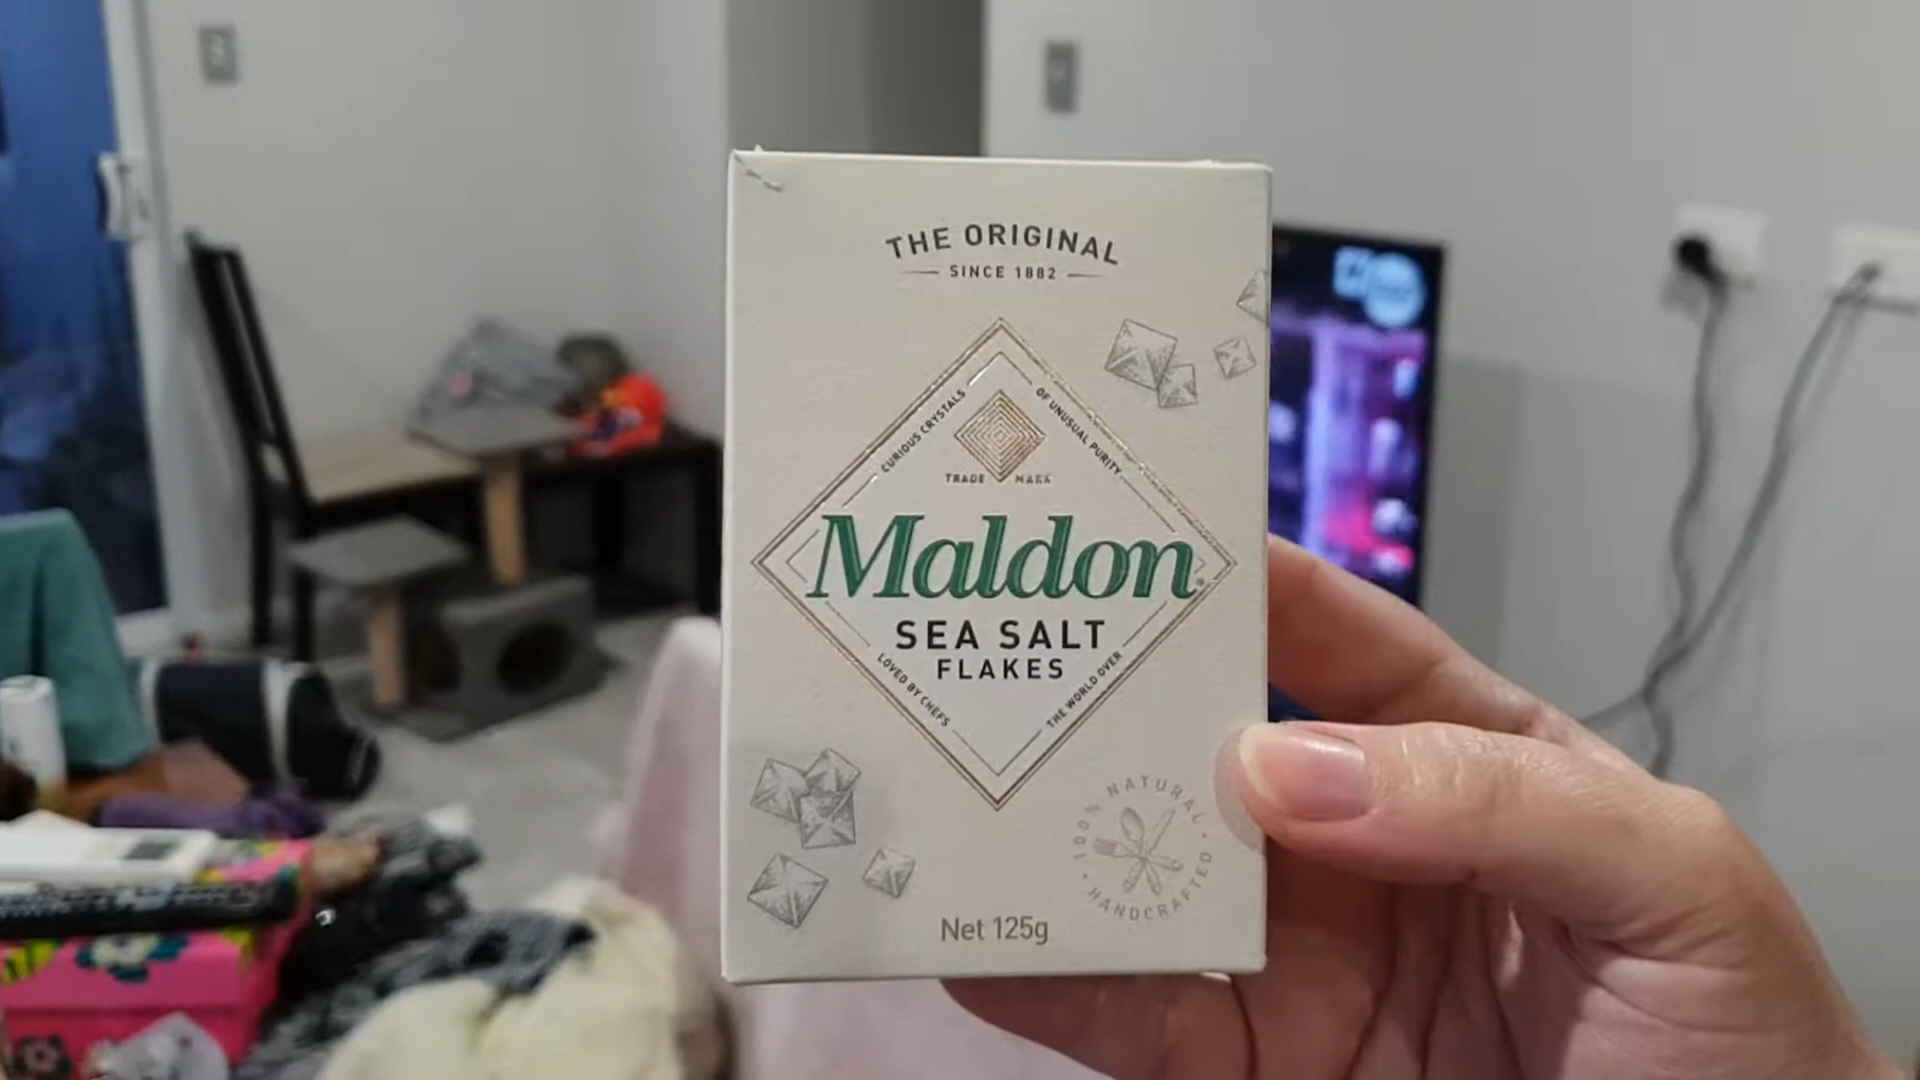 THE ORIGINAL
SINCE 1882
CURIOUS CRYSTALS
OF UNUSUAL PURITY
TRADE MARK
Maldon®
SEA SALT
FLAKES
LOVED BY CHEFS
THE WORLD OVER
100% NATURAL • HANDCRAFTED •
Net 125g